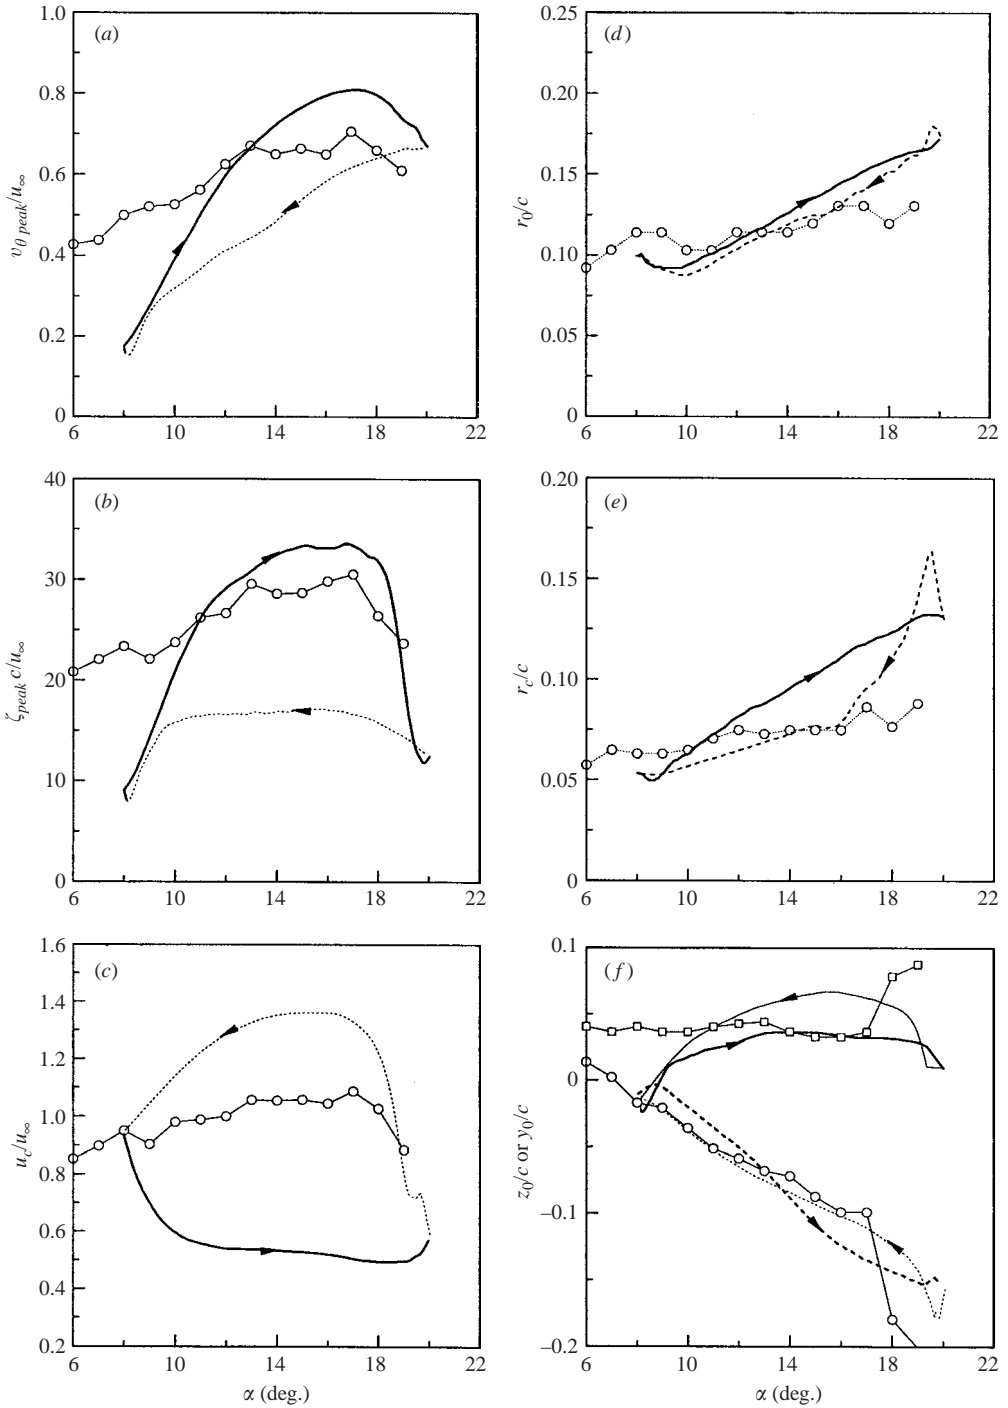 (a)
1.0
0.8
0.6
0.4
0.2
0
v_θ peak/u_∞
6 10 14 18 22
(d)
0.25
0.20
0.15
0.10
0.05
0
r_0/c
6 10 14 18 22
(b)
40
30
20
10
0
ζ_peak c/u_∞
6 10 14 18 22
(e)
0.20
0.15
0.10
0.05
0
r_c/c
6 10 14 18 22
(c)
1.6
1.4
1.2
1.0
0.8
0.6
0.4
0.2
u_c/u_∞
6 10 14 18 22
α (deg.)
(f)
0.1
0
–0.1
–0.2
z_0/c or y_0/c
6 10 14 18 22
α (deg.)